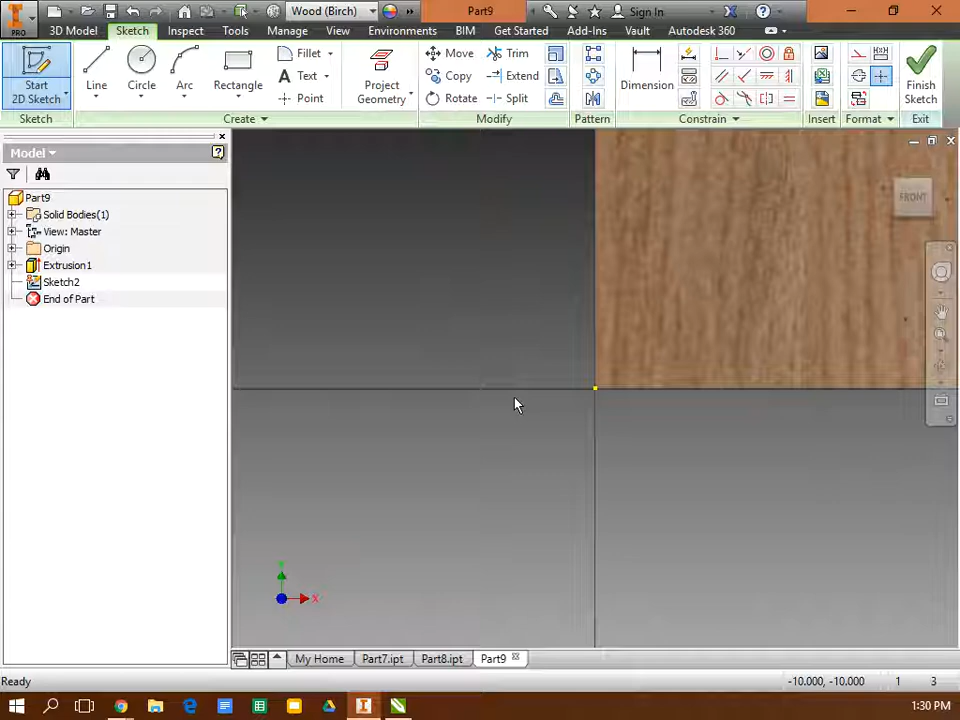 PRO
Wood (Birch)
Part9
Sign In
3D Model Sketch Inspect Tools Manage View Environments BIM Get Started Add-Ins Vault Autodesk 360
Start
2D Sketch
Line
Circle
Arc
Rectangle
Fillet
Text
Point
Project
Geometry
Move
Copy
Rotate
Trim
Extend
Split
Dimension
Finish
Sketch
Sketch Create Modify Pattern Constrain Insert Format Exit
Model
Part9
Solid Bodies(1)
View: Master
Origin
Extrusion1
Sketch2
End of Part
FRONT
X
My Home Part7.ipt Part8.ipt Part9
Ready
-10.000, -10.000 1 3
1:30 PM